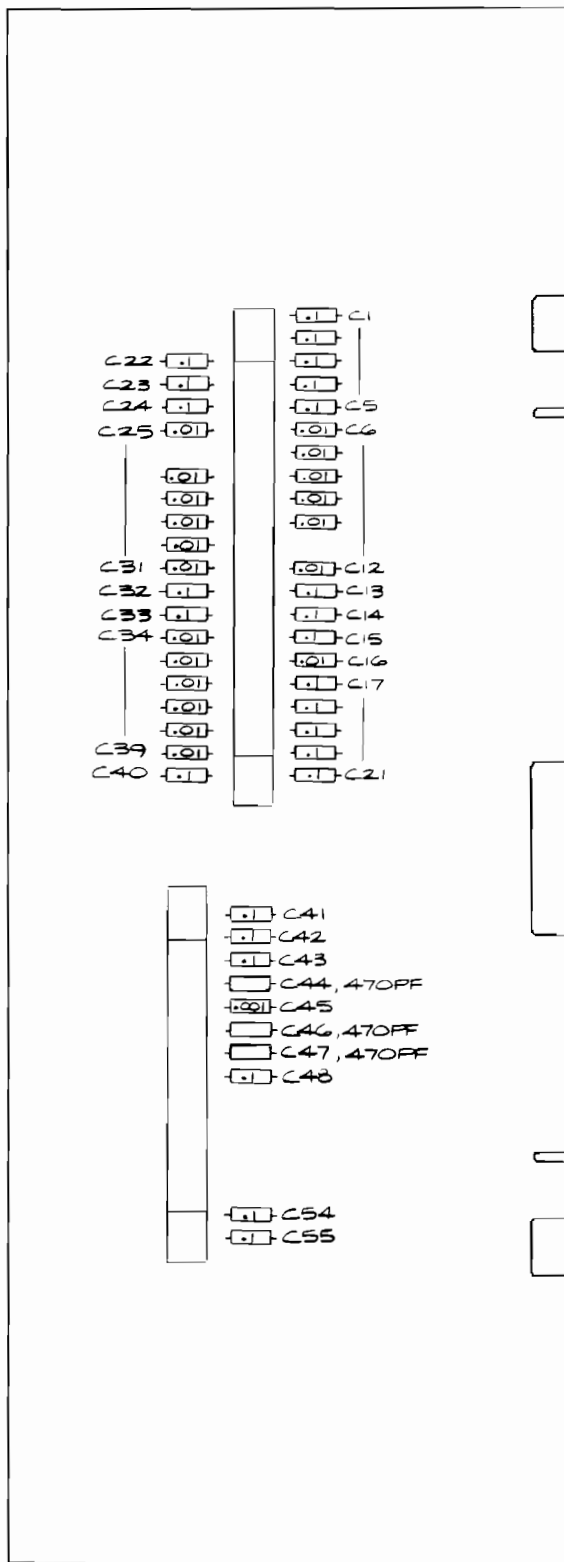 .1 C1
.1
C22 .1 .1
C23 .1 .1
C24 .1 .1 C5
C25 .01 .01 C6
.01
.01 .01
.01 .01
.01 .01
.01
C31 .01 .01 C12
C32 .1 .1 C13
C33 .1 .1 C14
C34 .01 .1 C15
.01 .01 C16
.01 .1 C17
.01 .1
.01 .1
C39 .01 .1
C40 .1 .1 C21
.1 C41
.1 C42
.1 C43
C44, 470PF
.001 C45
C46, 470PF
C47, 470PF
.1 C48
.1 C54
.1 C55